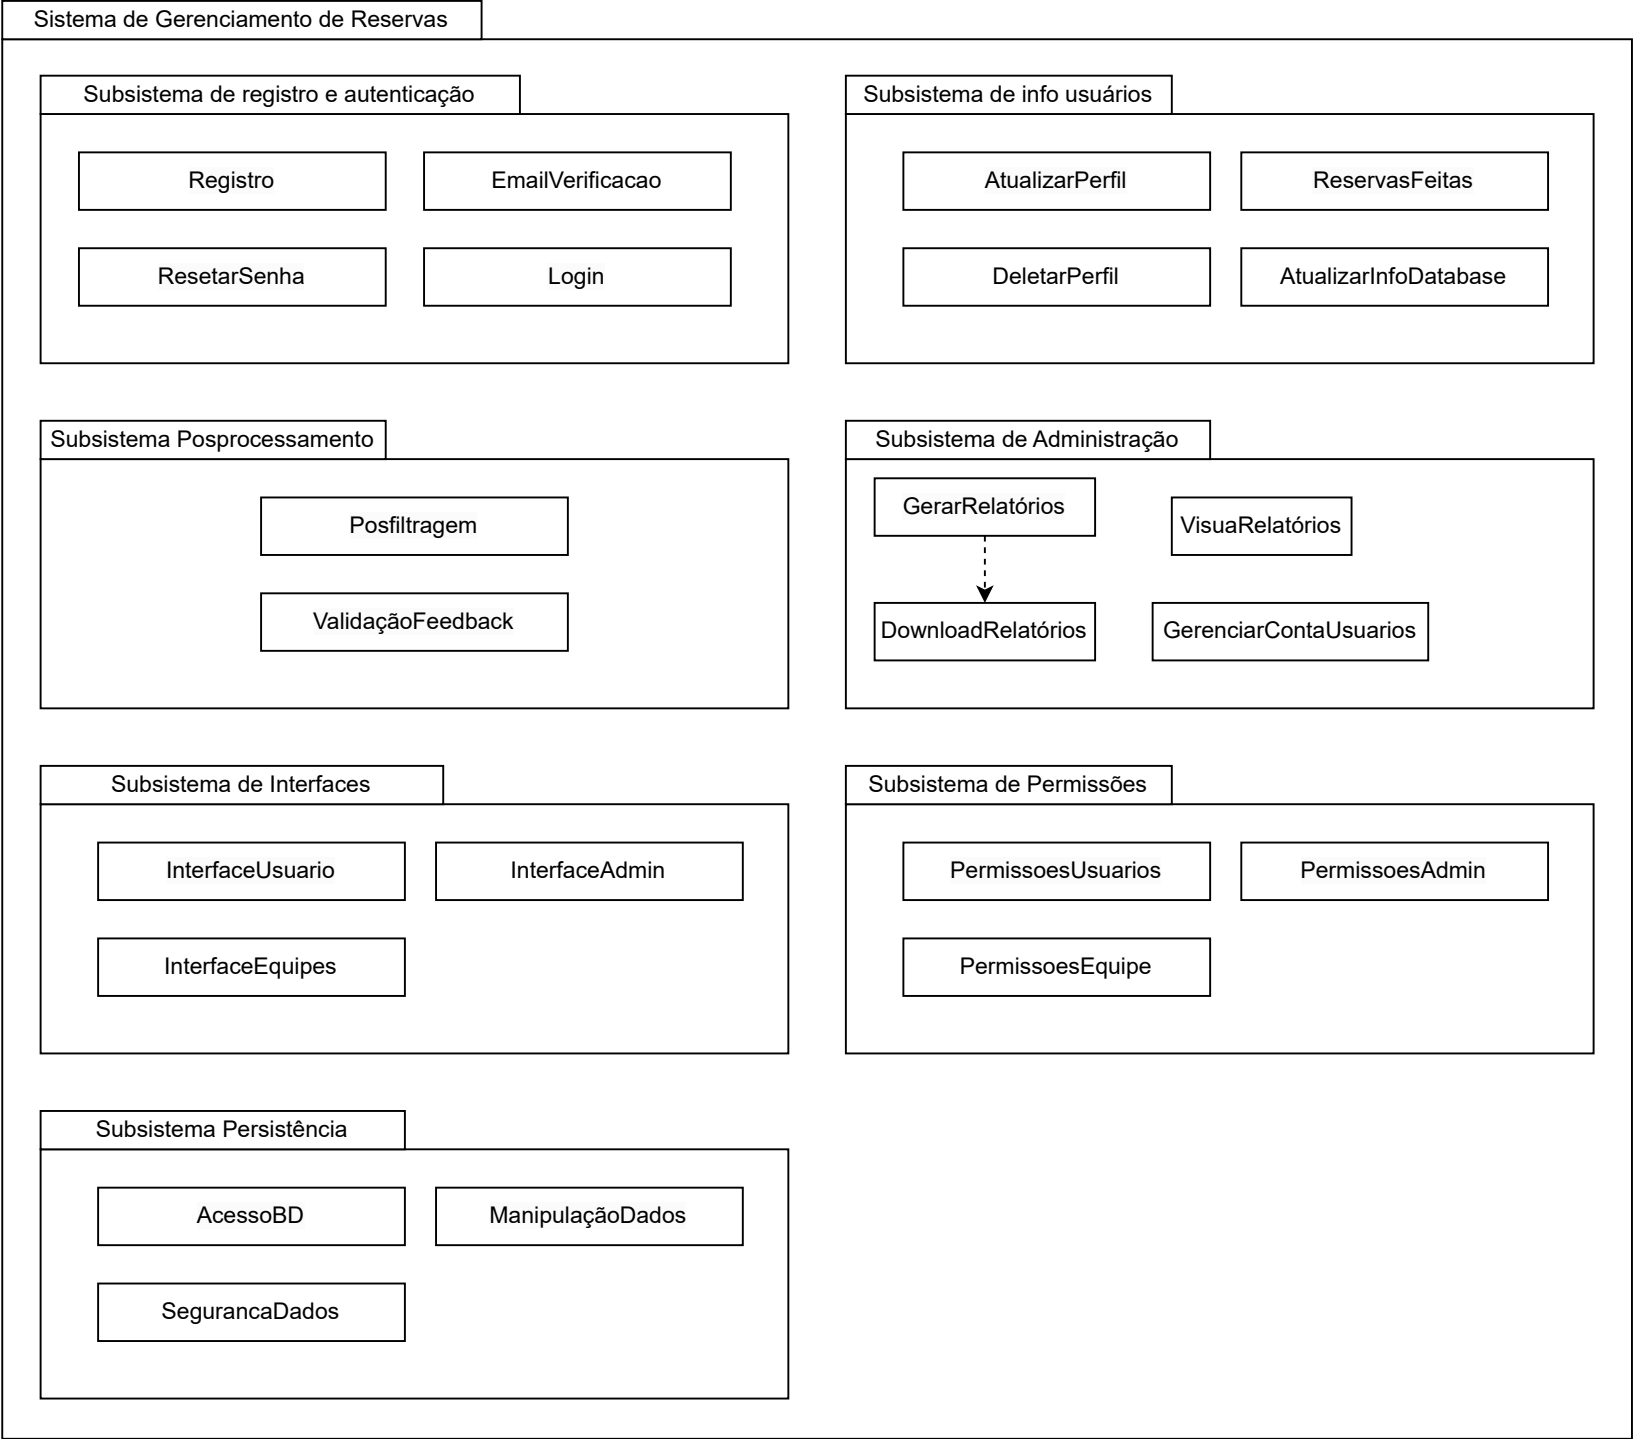 Sistema de Gerenciamento de Reservas
Subsistema de registro e autenticação
Registro
EmailVerificacao
ResetarSenha
Login
Subsistema de info usuários
AtualizarPerfil
ReservasFeitas
DeletarPerfil
AtualizarInfoDatabase
Subsistema Posprocessamento
Posfiltragem
ValidaçãoFeedback
Subsistema de Administração
GerarRelatórios
VisuaRelatórios
DownloadRelatórios
GerenciarContaUsuarios
Subsistema de Interfaces
InterfaceUsuario
InterfaceAdmin
InterfaceEquipes
Subsistema de Permissões
PermissoesUsuarios
PermissoesAdmin
PermissoesEquipe
Subsistema Persistência
AcessoBD
ManipulaçãoDados
SegurancaDados